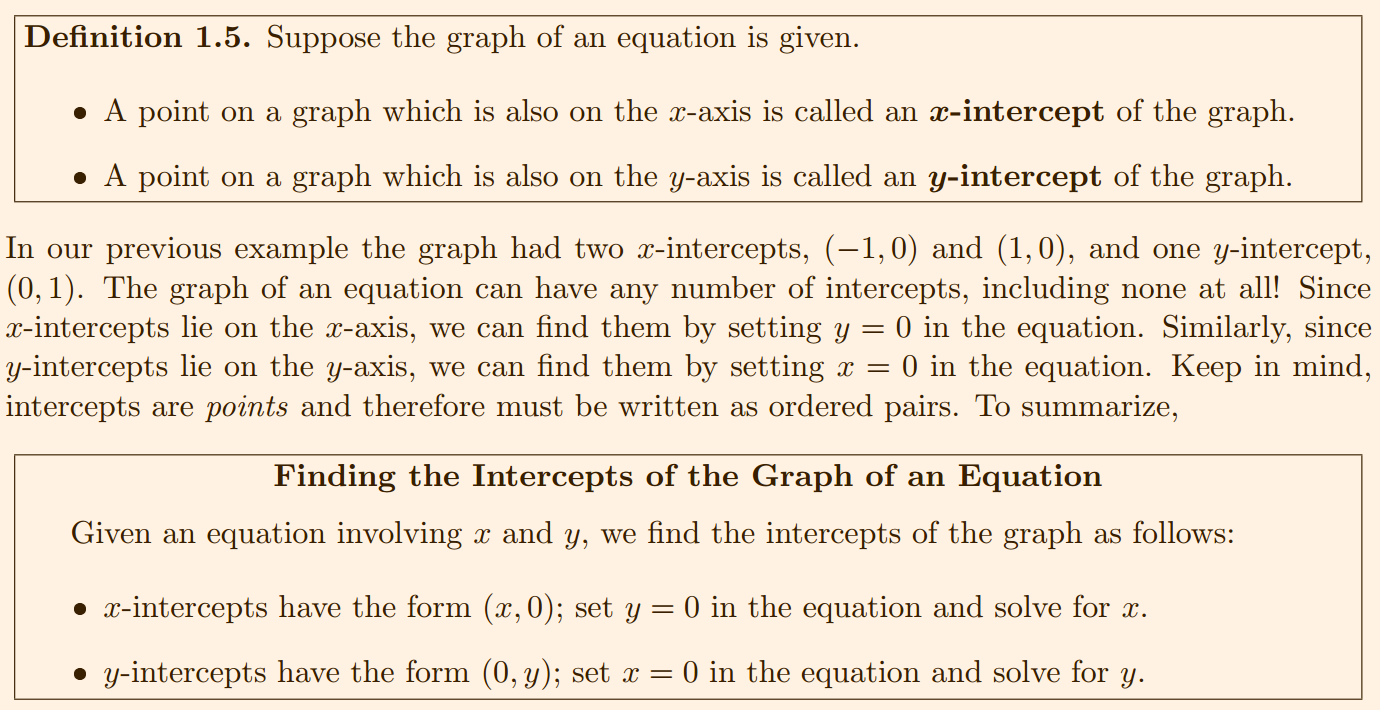 Definition 1.5. Suppose the graph of an equation is given.
• A point on a graph which is also on the x-axis is called an x-intercept of the graph.
• A point on a graph which is also on the y-axis is called an y-intercept of the graph.
In our previous example the graph had two x-intercepts, (−1, 0) and (1, 0), and one y-intercept,
(0, 1). The graph of an equation can have any number of intercepts, including none at all! Since
x-intercepts lie on the x-axis, we can find them by setting y = 0 in the equation. Similarly, since
y-intercepts lie on the y-axis, we can find them by setting x = 0 in the equation. Keep in mind,
intercepts are points and therefore must be written as ordered pairs. To summarize,
Finding the Intercepts of the Graph of an Equation
Given an equation involving x and y, we find the intercepts of the graph as follows:
• x-intercepts have the form (x, 0); set y = 0 in the equation and solve for x.
• y-intercepts have the form (0, y); set x = 0 in the equation and solve for y.